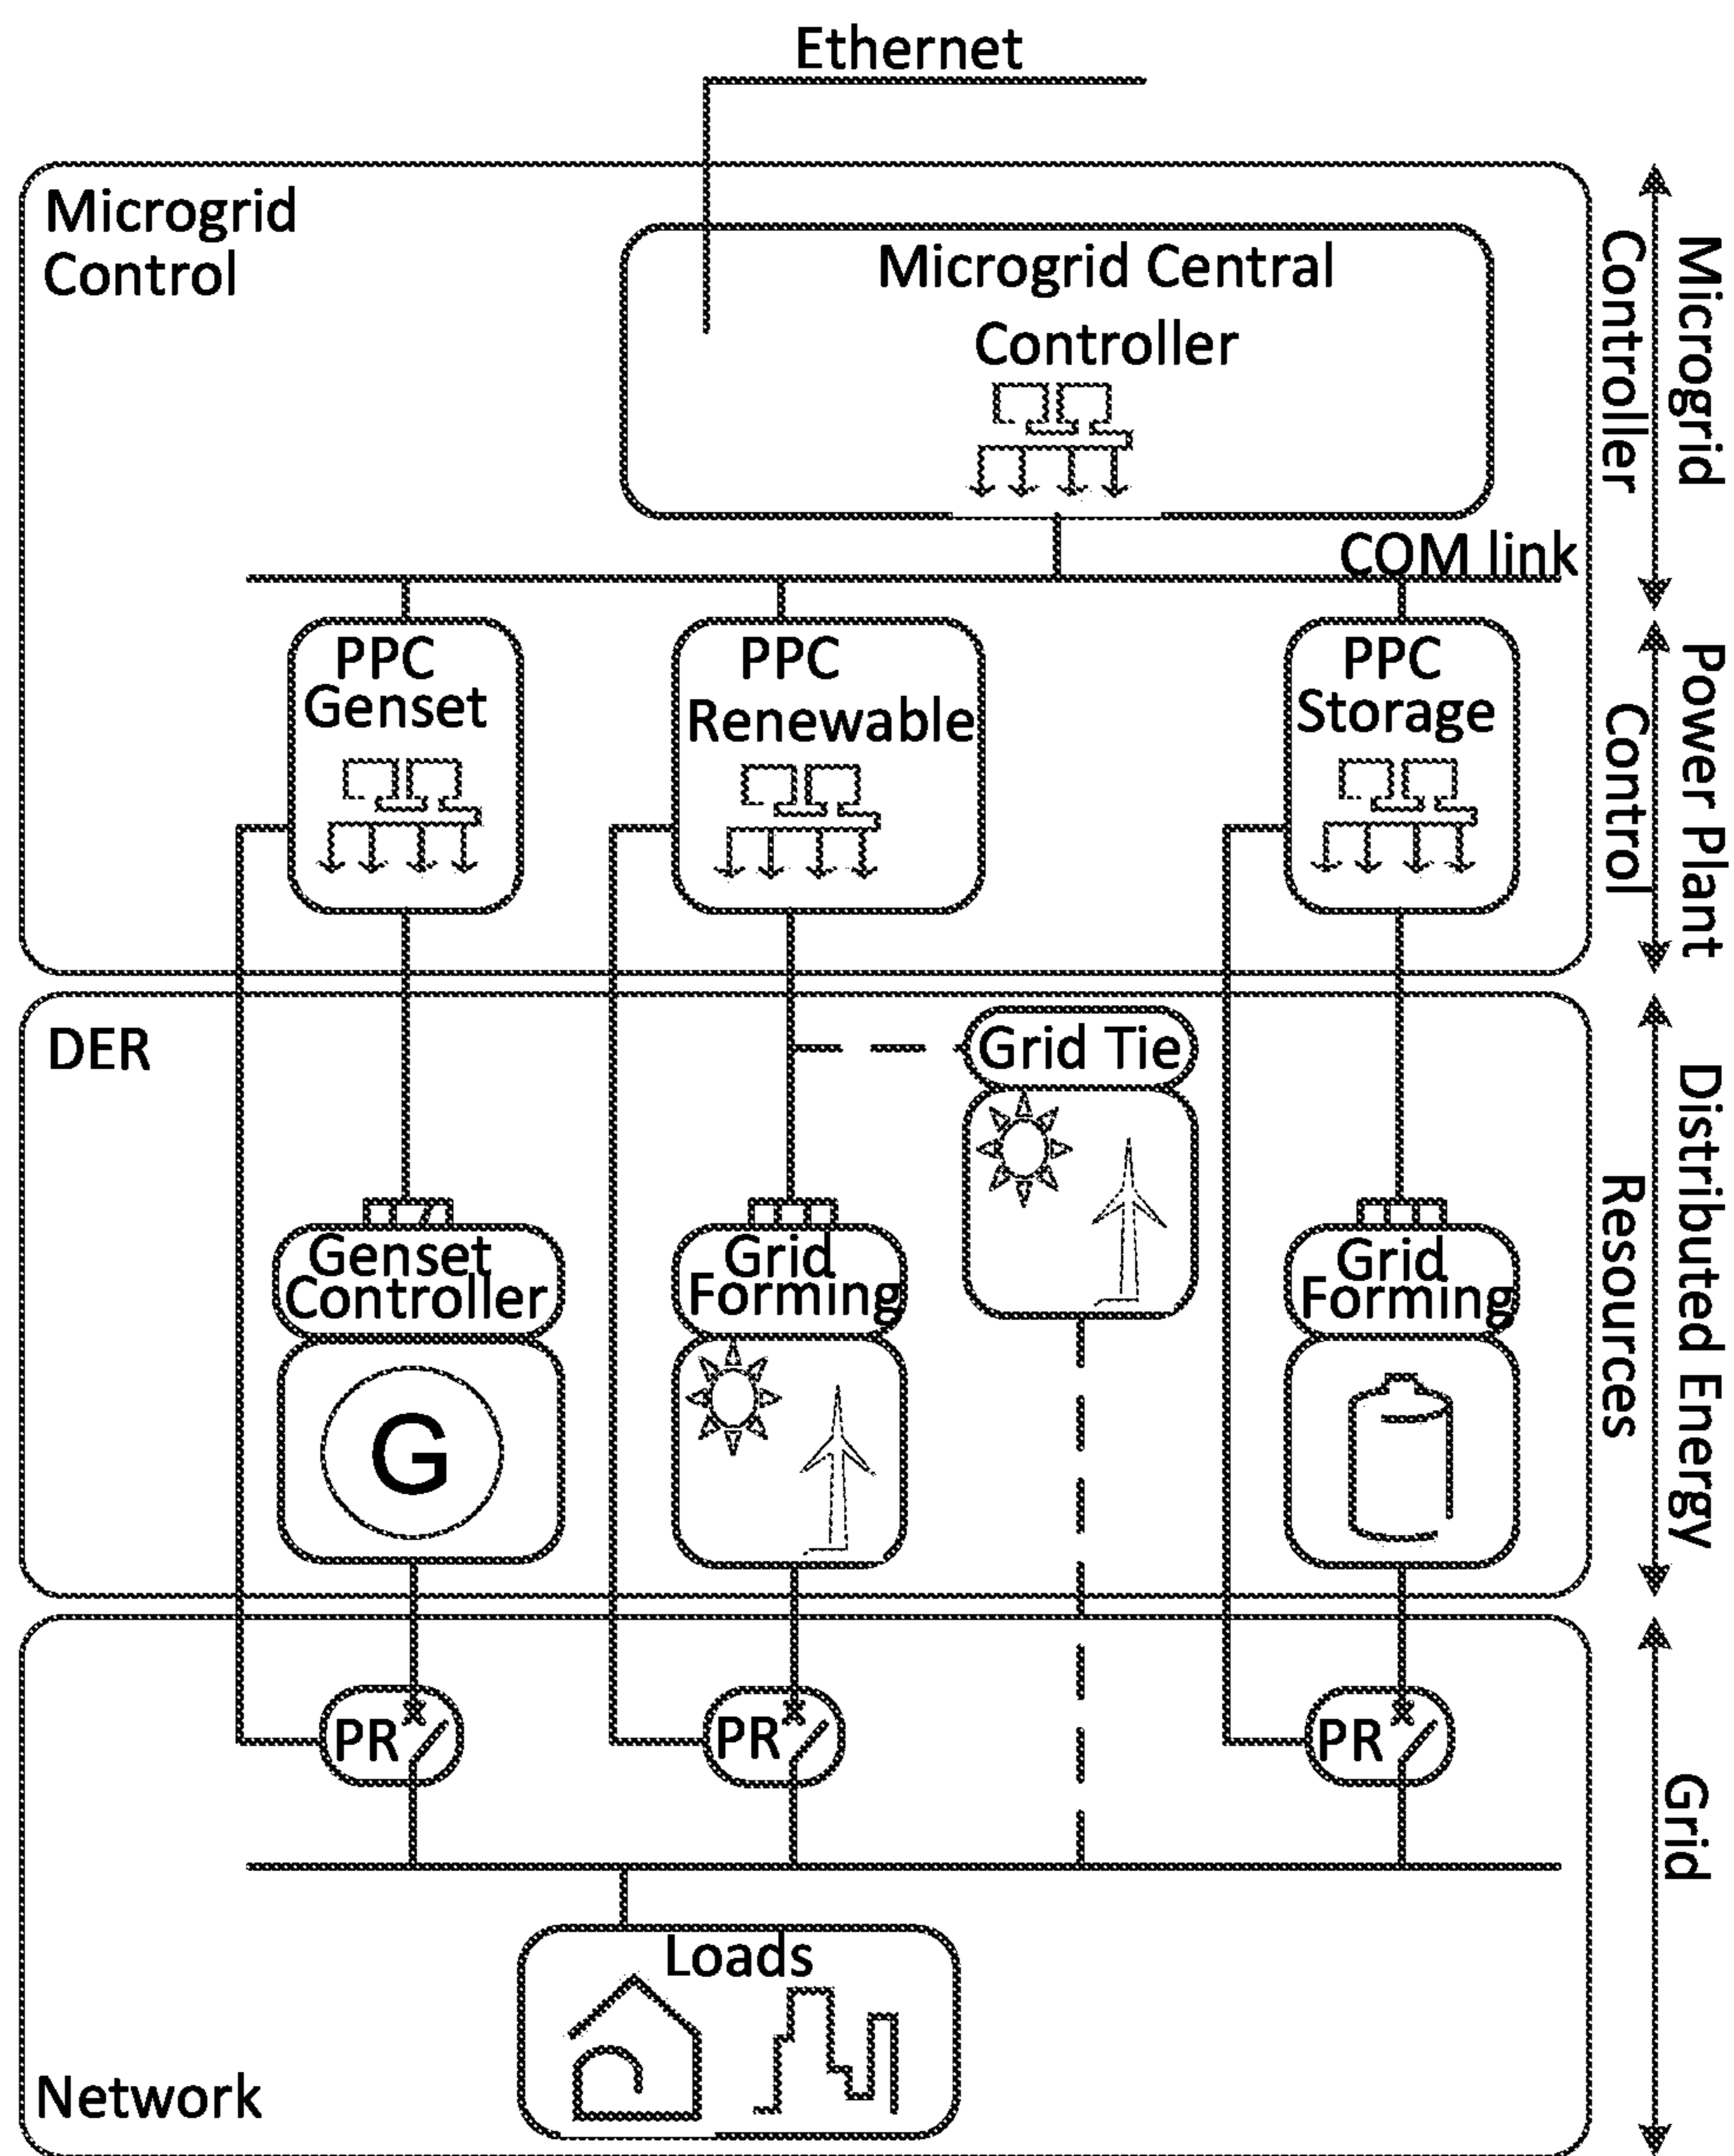 Ethernet
Microgrid
Control
Microgrid Central
Controller
Microgrid
Controller
COM link
PPC
Genset
PPC
Renewable
PPC
Storage
Power Plant
Control
DER
Grid Tie
Genset
Controller
Grid
Forming
Grid
Forming
Distributed Energy
Resources
G
PR
PR
PR
Grid
Loads
Network